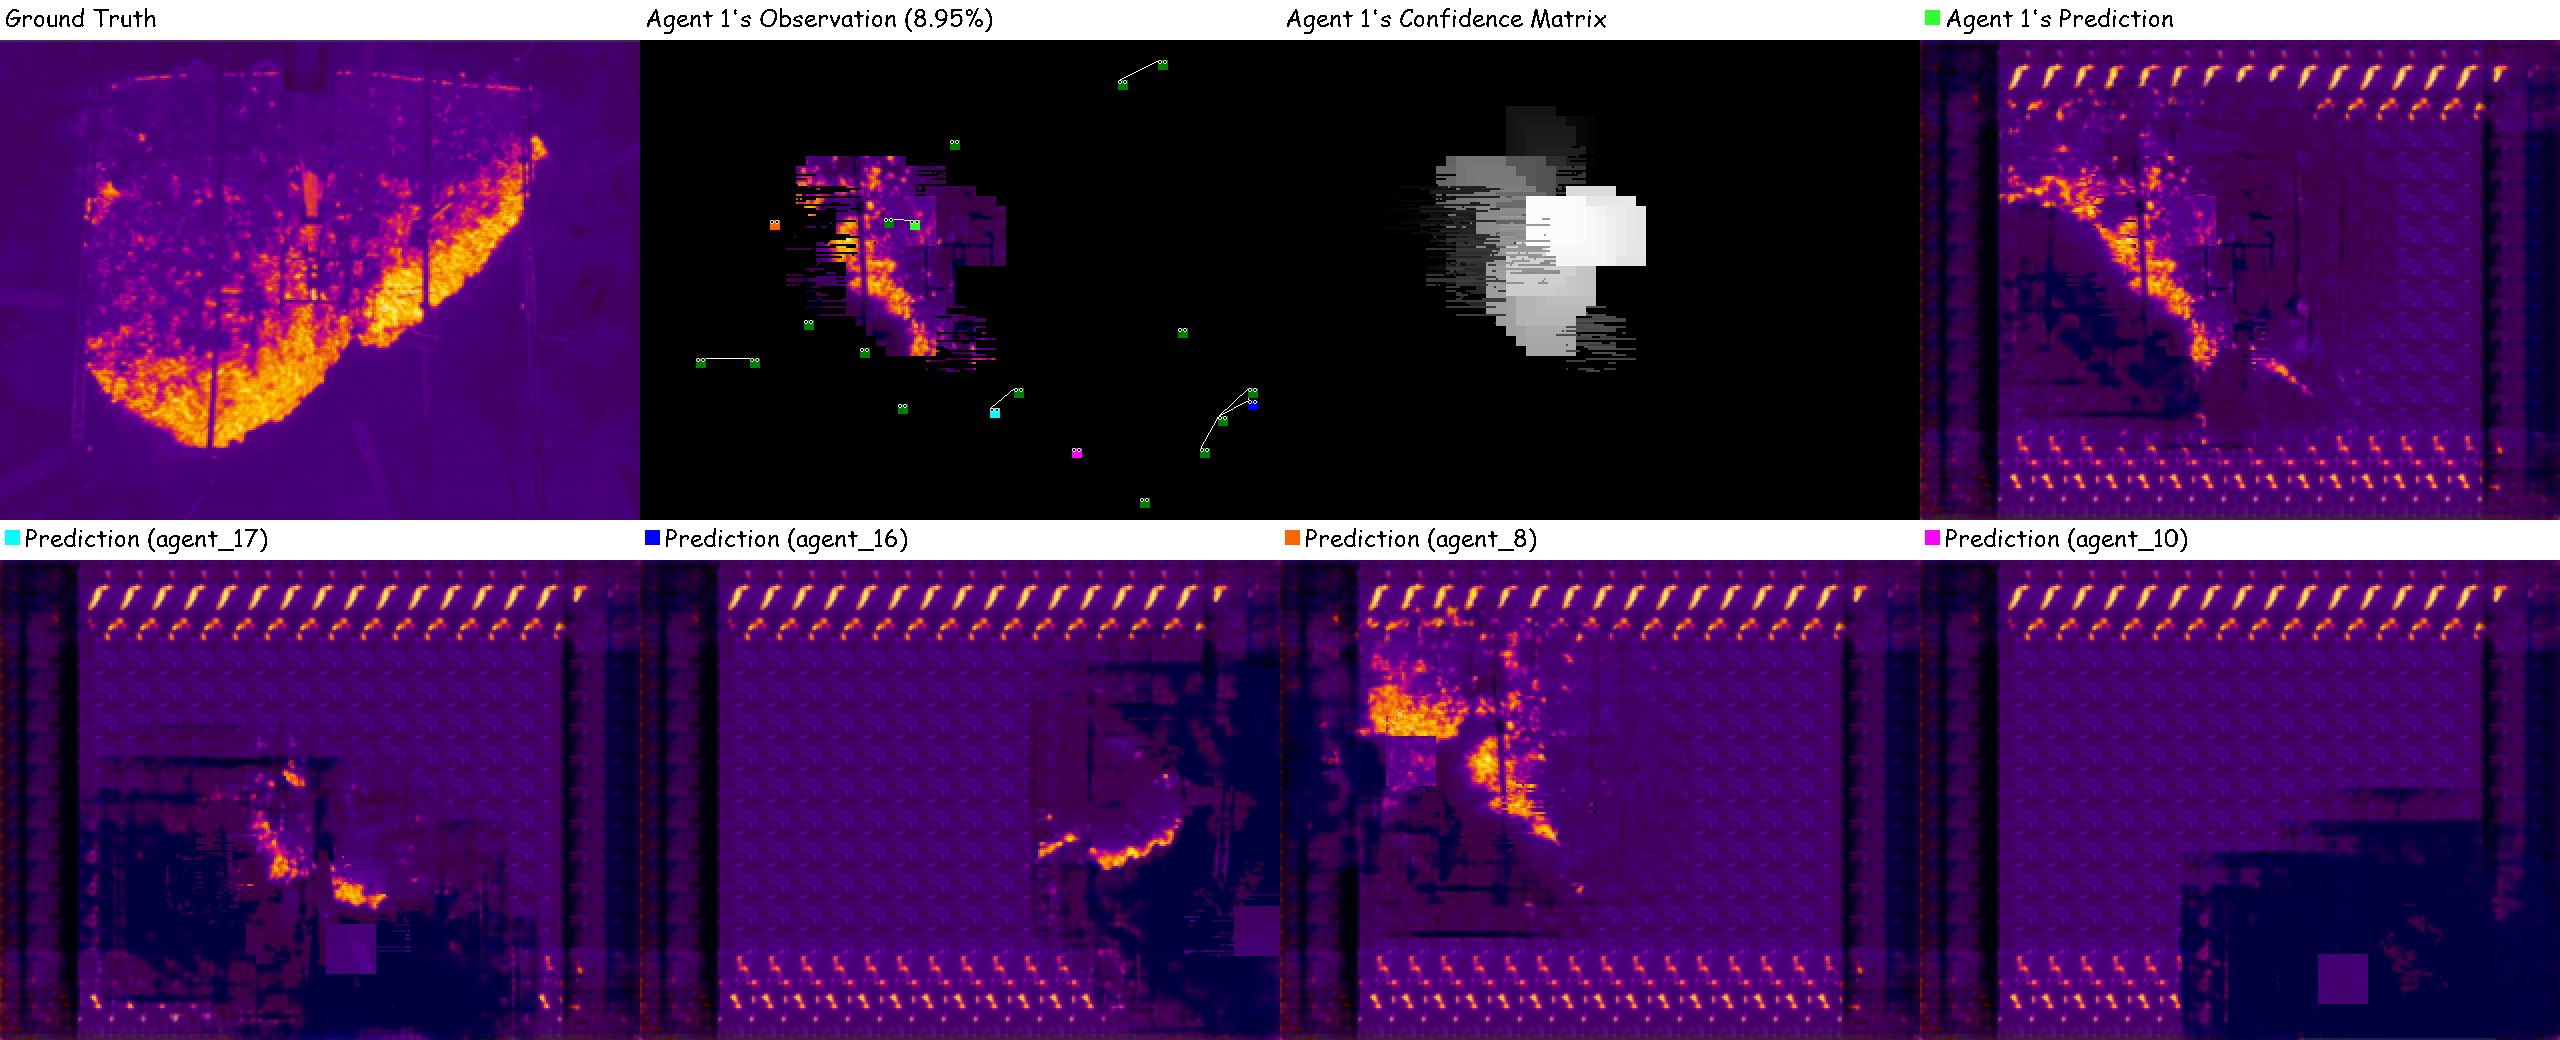 Ground Truth
Agent 1's Observation (8.95%)
Agent 1's Confidence Matrix
Agent 1's Prediction
Prediction (agent_17)
Prediction (agent_16)
Prediction (agent_8)
Prediction (agent_10)